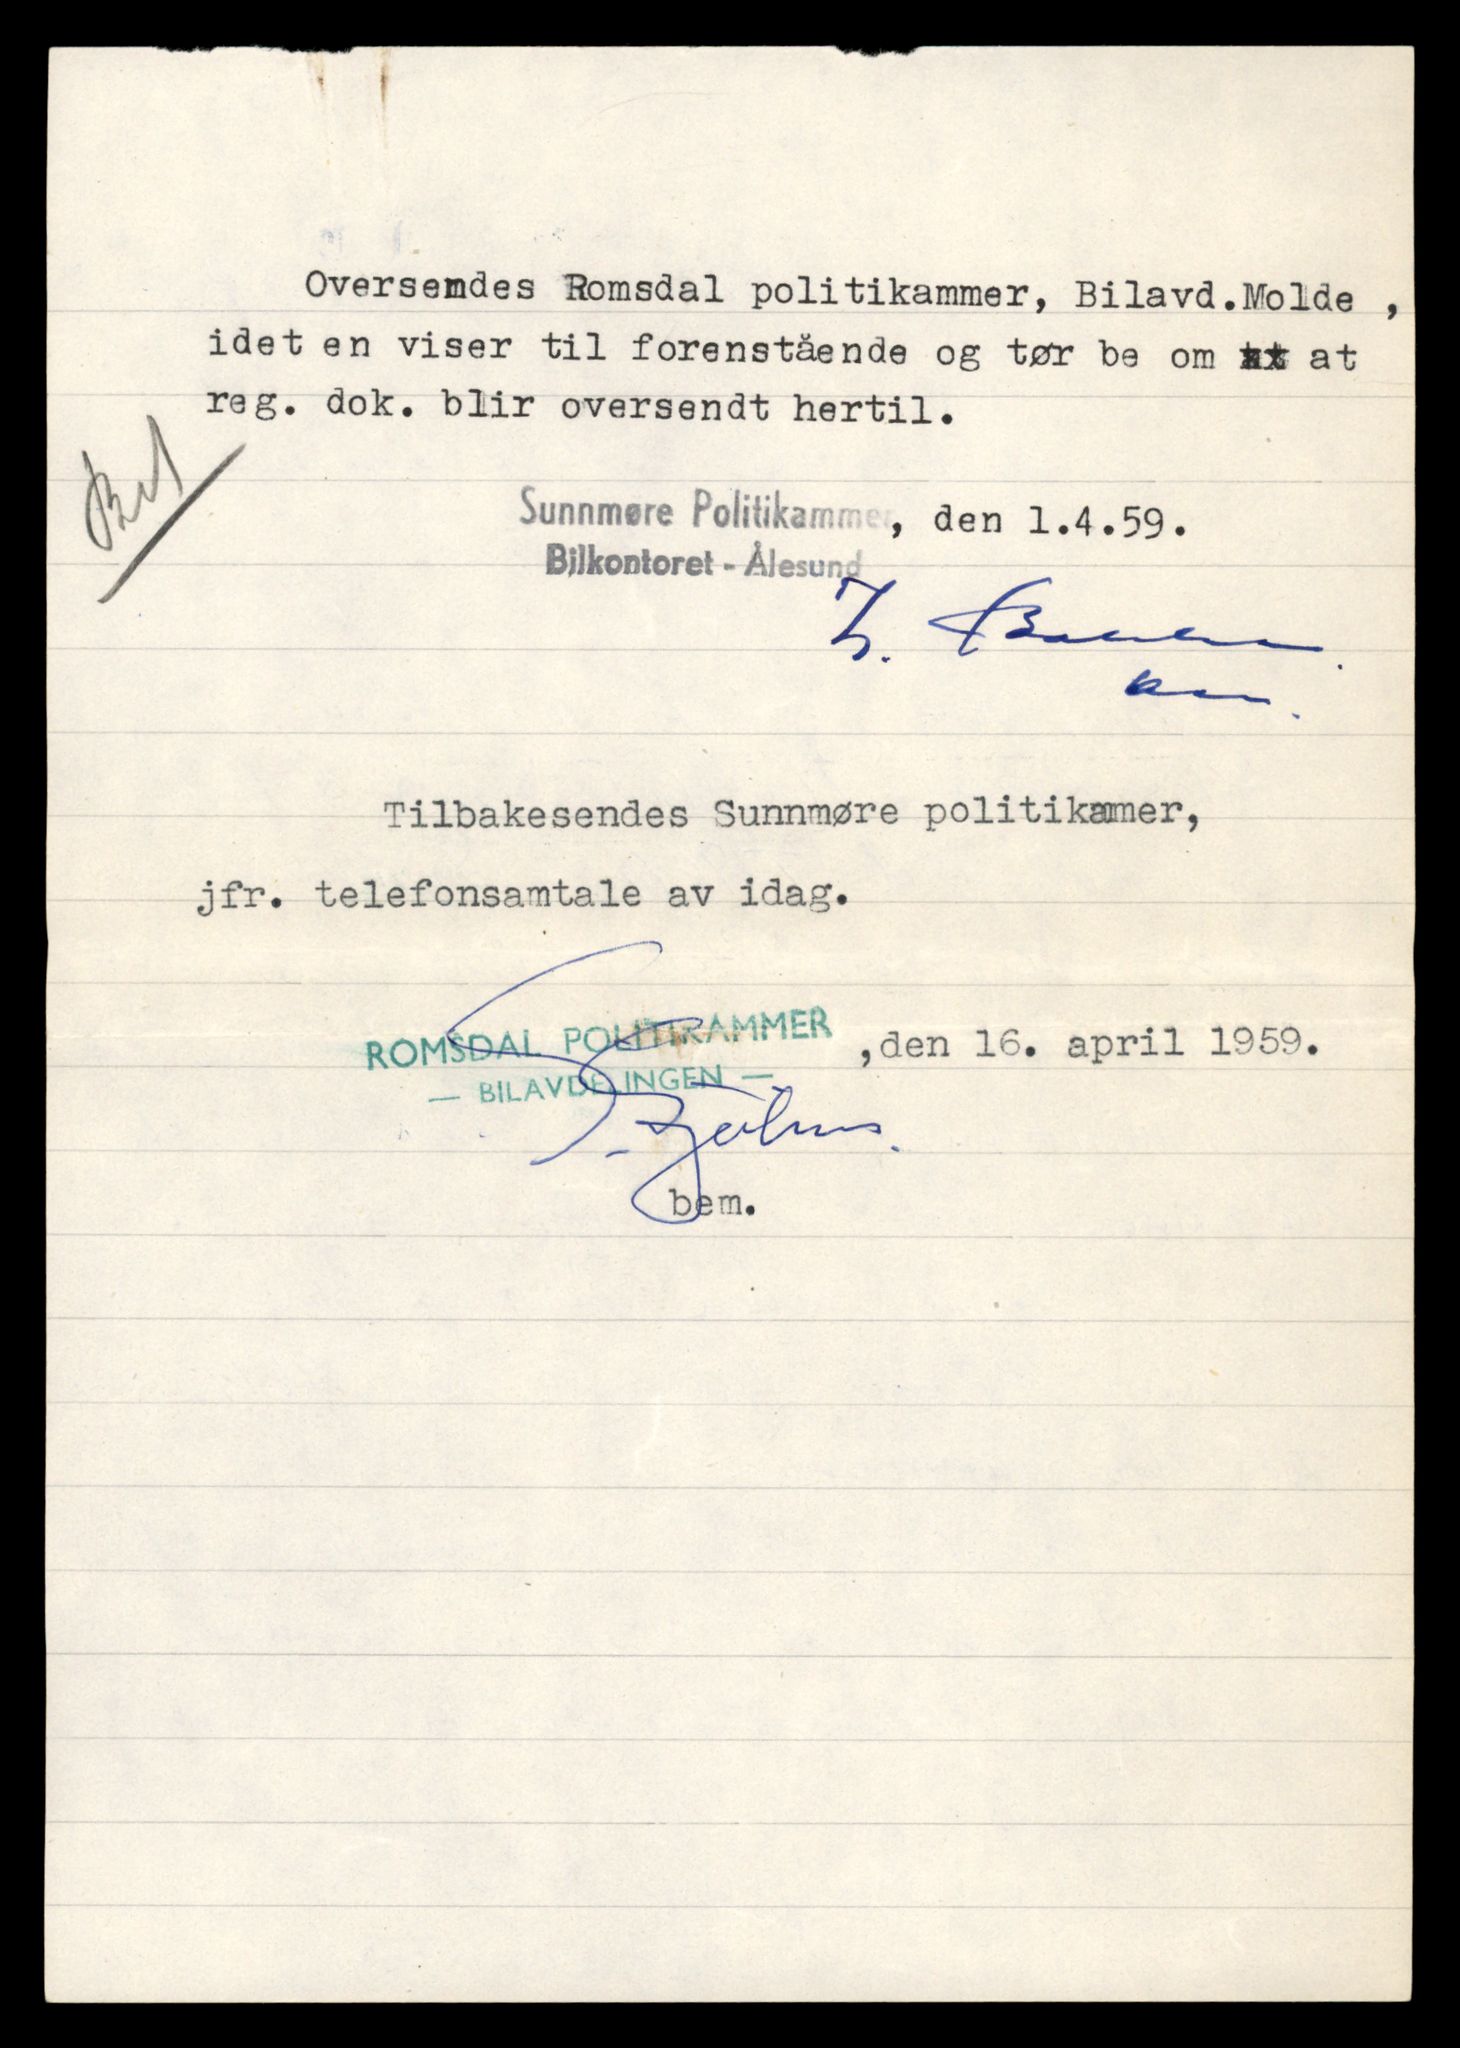 Oversendes Romsdal politikammer, Bilavd.Molde ,
idet en viser til forenstående og tør be om at
reg. dok. blir oversendt hertil.
Sunnmøre Politikammer, den 1.4.59.
Bilkontoret - Ålesund
Tilbakesendes Sunnmøre politikammer,
jfr. telefonsamtale av idag.
ROMSDAL POLITIKAMMER ,den 16. april 1959.
— BILAVDELINGEN —
bem.